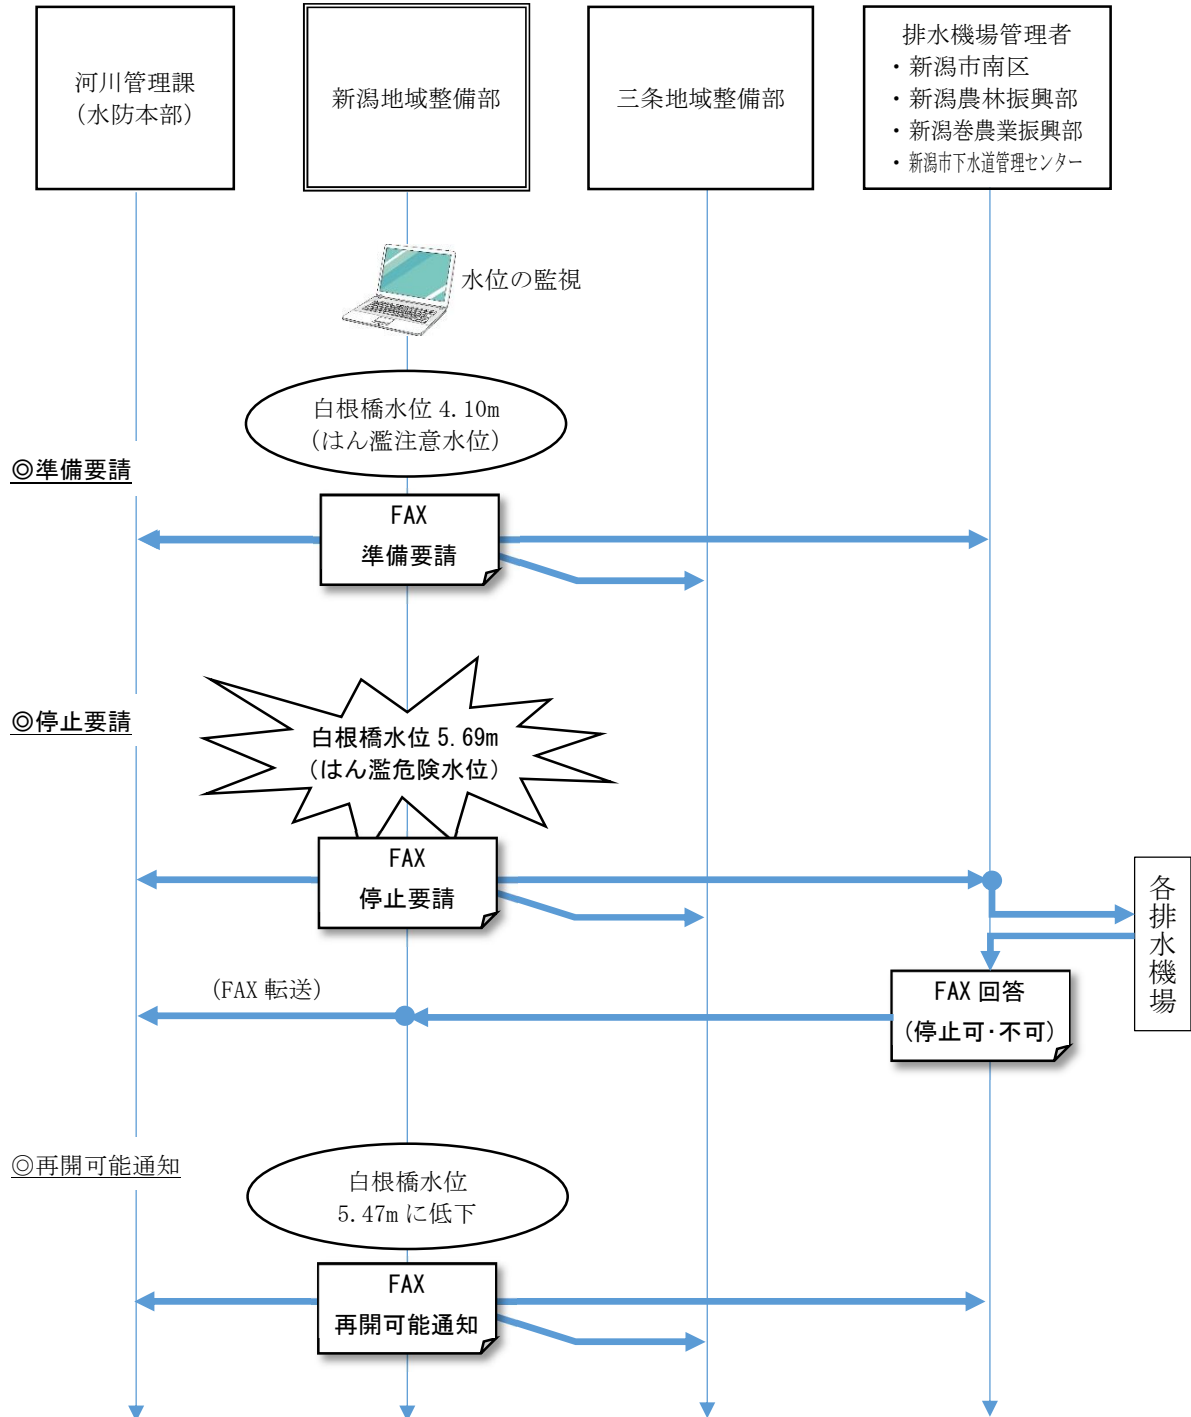 河川管理課
(水防本部)
新潟地域整備部
三条地域整備部
排水機場管理者
・新潟市南区
・新潟農林振興部
・新潟巻農業振興部
・新潟市下水道管理センター
水位の監視
白根橋水位 4.10m
(はん濫注意水位)
◎準備要請
FAX
準備要請
◎停止要請
白根橋水位 5.69m
(はん濫危険水位)
FAX
停止要請
各排水機場
(FAX 転送)
FAX 回答
(停止可・不可)
◎再開可能通知
白根橋水位
5.47m に低下
FAX
再開可能通知